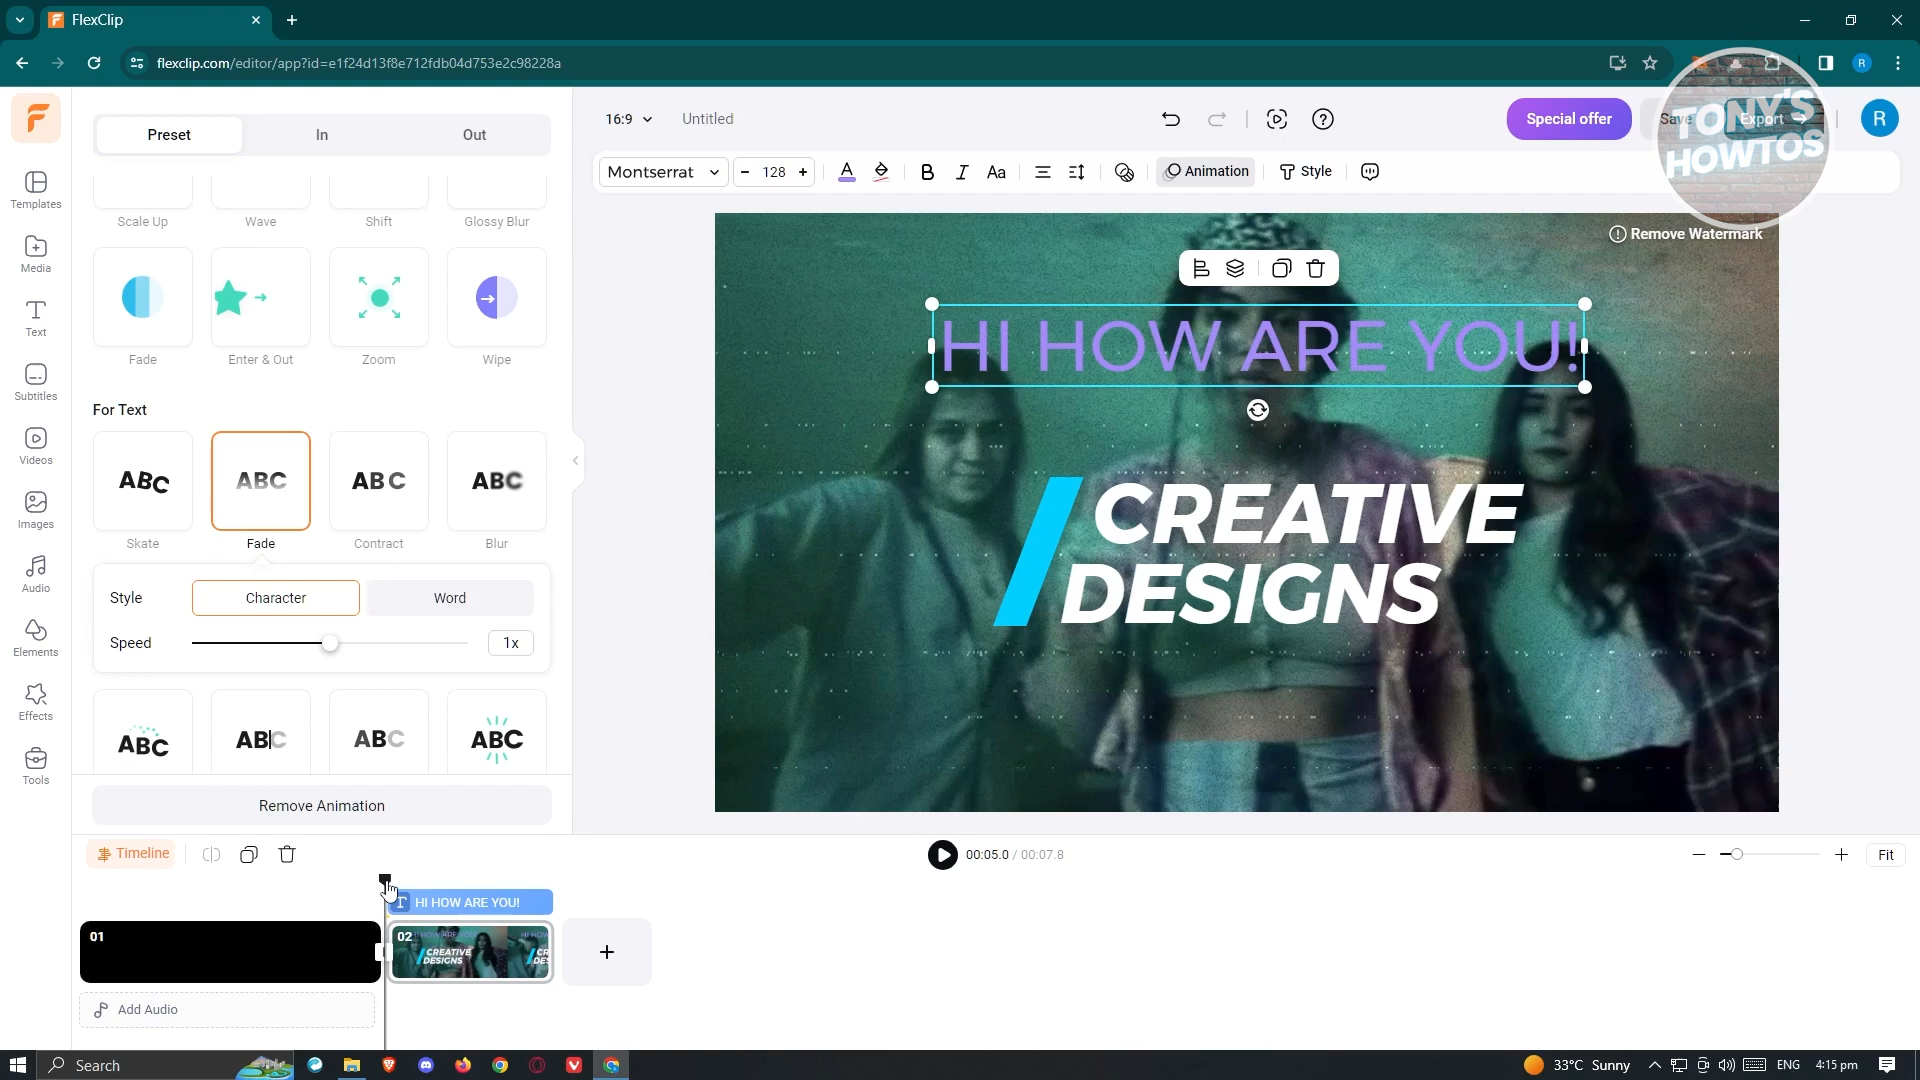 FlexClip
flexclip.com/editor/app?id=e1f24d13f8e712fdb04d753e2c98228a
R
TONY'S
HOWTOS
Preset
In
Out
16:9
Untitled
Special offer
Save
Export
R
Montserrat
128
Aa
Animation
Style
Templates
Media
Text
Subtitles
Videos
Images
Audio
Elements
Effects
Tools
Scale Up
Wave
Shift
Glossy Blur
Fade
Enter & Out
Zoom
Wipe
For Text
ABC
ABC
ABC
ABC
Skate
Fade
Contract
Blur
Style
Character
Word
Speed
1x
ABC
ABC
ABC
ABC
Remove Animation
Remove Watermark
HI HOW ARE YOU!
CREATIVE
DESIGNS
Timeline
00:05.0 / 00:07.8
Fit
HI HOW ARE YOU!
01
02
CREATIVE
DESIGNS
Add Audio
Search
33°C Sunny
ENG
4:15 pm